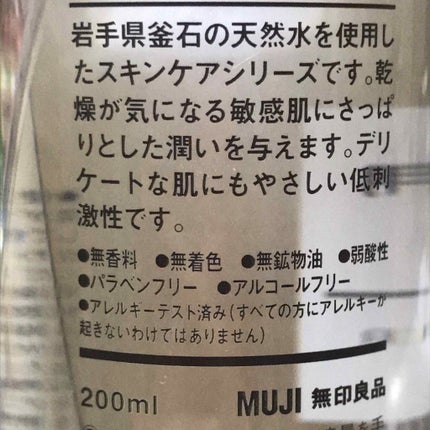 岩手県釜石の天然水を使用し
たスキンケアシリーズです。乾
燥が気になる敏感肌にさっぱ
りとした潤いを与えます。デリ
ケートな肌にもやさしい低刺
激性です。
●無香料 ●無着色 ●無鉱物油 ●弱酸性
●パラベンフリー ●アルコールフリー
●アレルギーテスト済み(すべての方にアレルギーが
起きないわけではありません)
200ml MUJI 無印良品